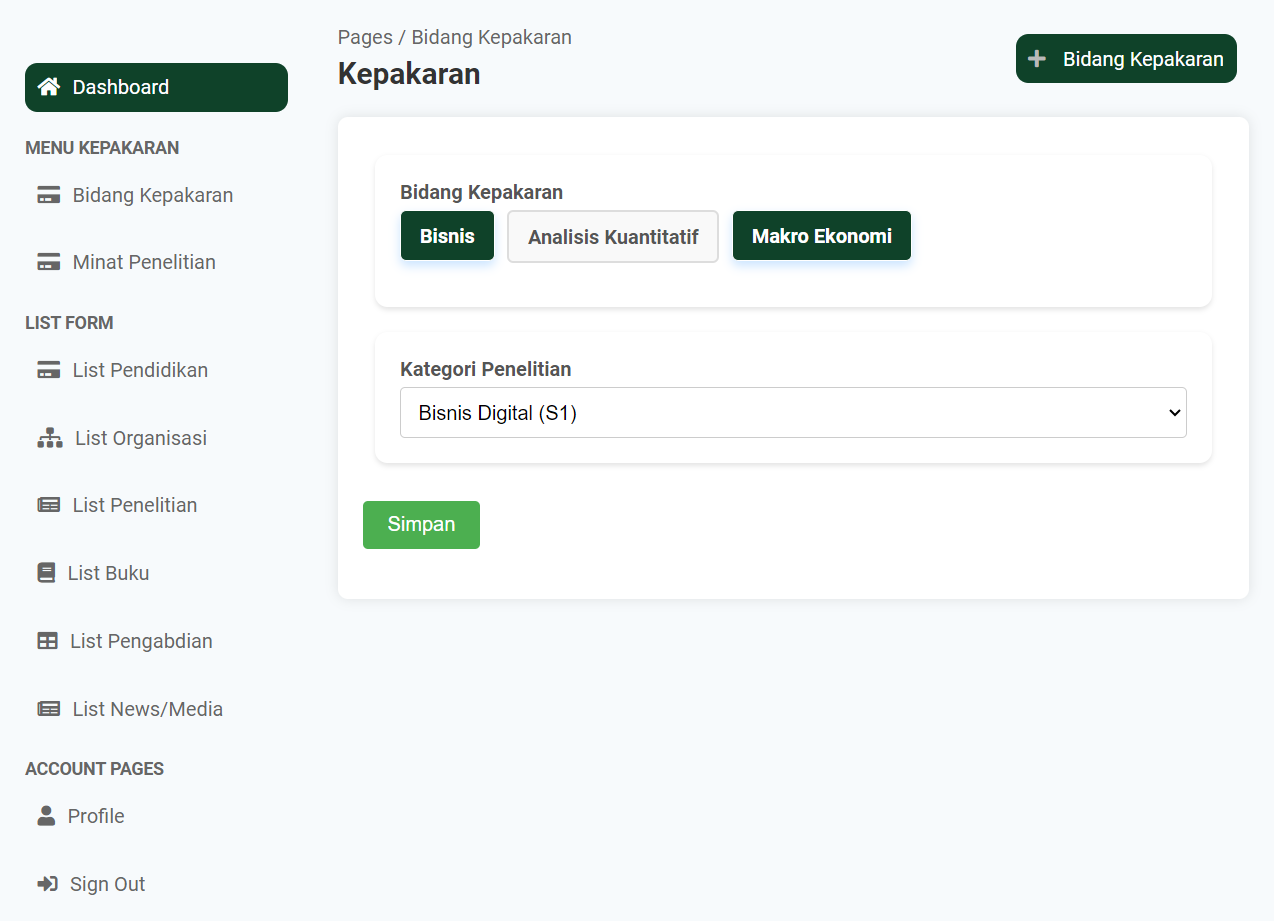 Dashboard
MENU KEPAKARAN
Bidang Kepakaran
Minat Penelitian
LIST FORM
List Pendidikan
List Organisasi
List Penelitian
List Buku
List Pengabdian
List News/Media
ACCOUNT PAGES
Profile
Sign Out
Pages / Bidang Kepakaran
Kepakaran
Bidang Kepakaran
Bidang Kepakaran
Bisnis Analisis Kuantitatif Makro Ekonomi
Kategori Penelitian
Bisnis Digital (S1)
Simpan